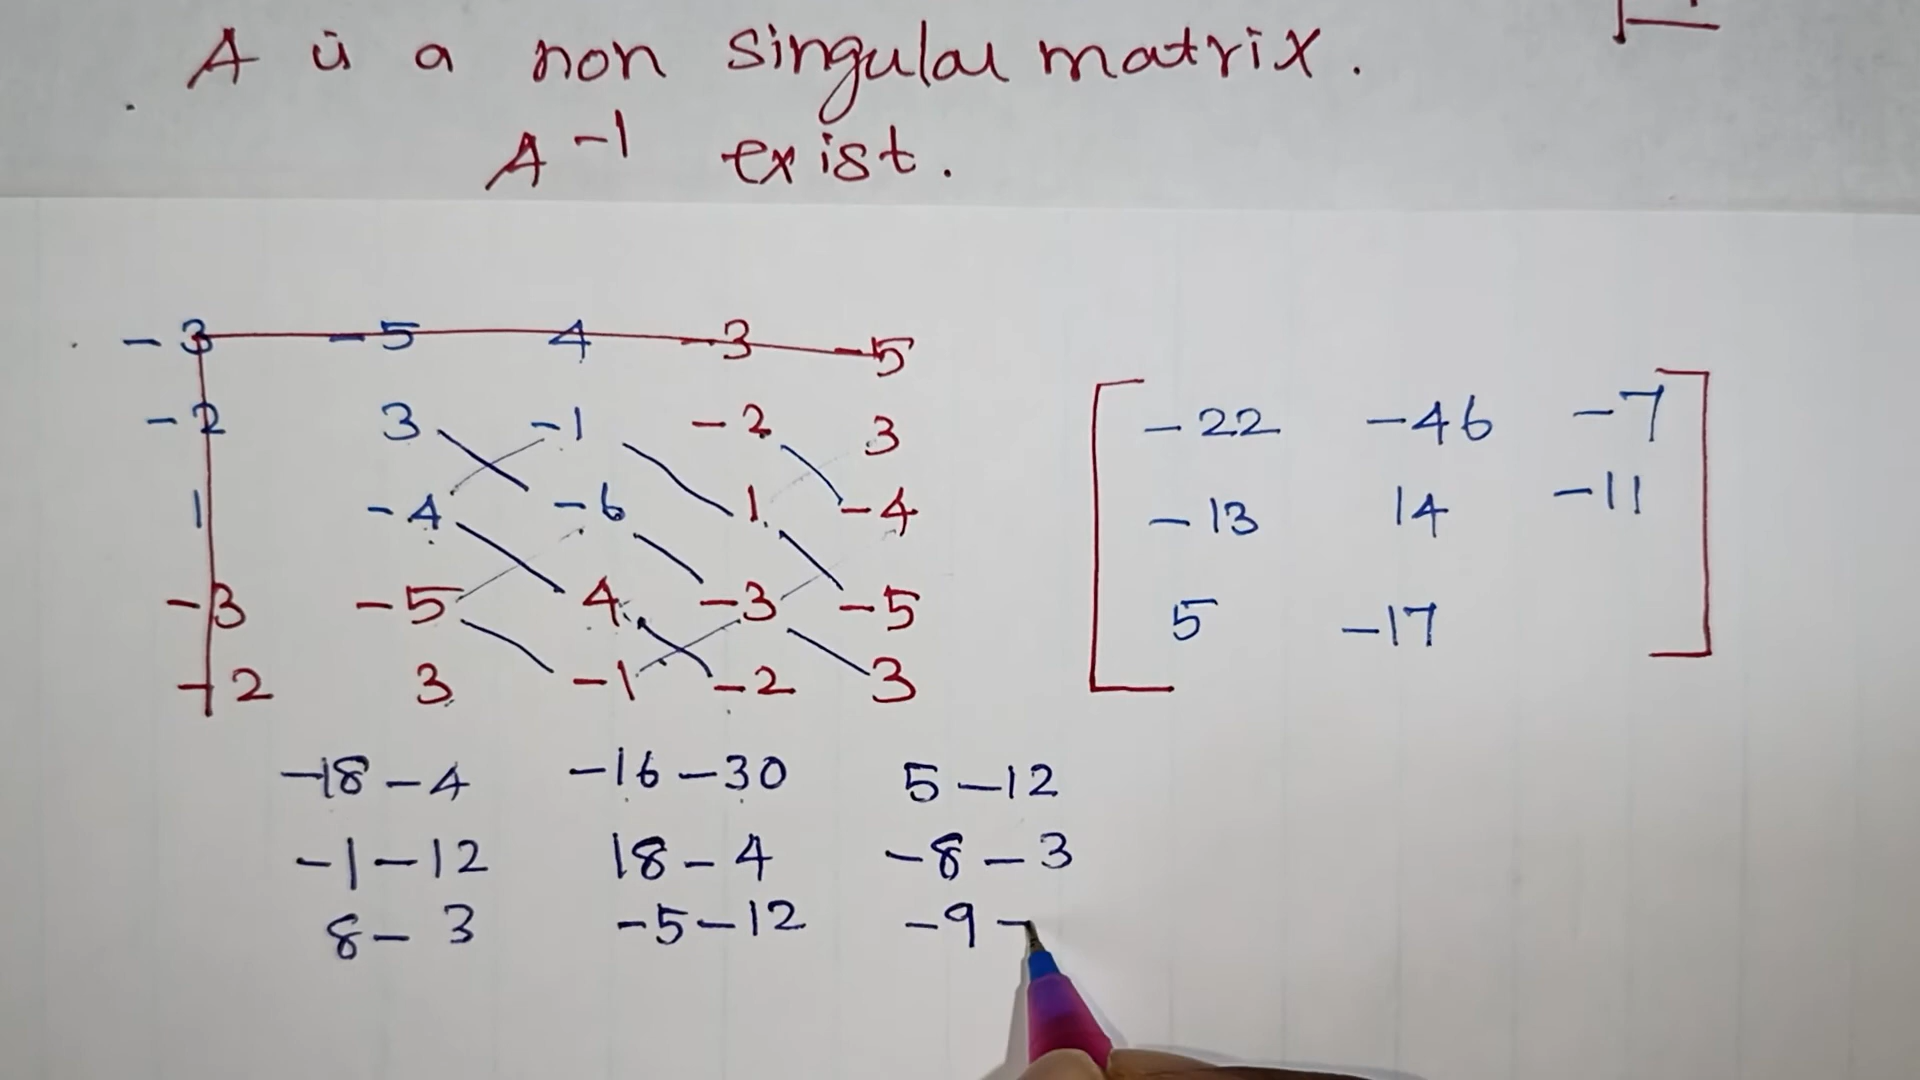 A is a non singular matrix.
A⁻¹ exist.
-3 -5 4 -3 -5
-2 3 -1 -2 3
1 -4 -6 1 -4
-3 -5 4 -3 -5
-2 3 -1 -2 3
-22 -46 -7
-13 14 -11
5 -17
-18-4 -16-30 5-12
-1-12 18-4 -8-3
8-3 -5-12 -9-